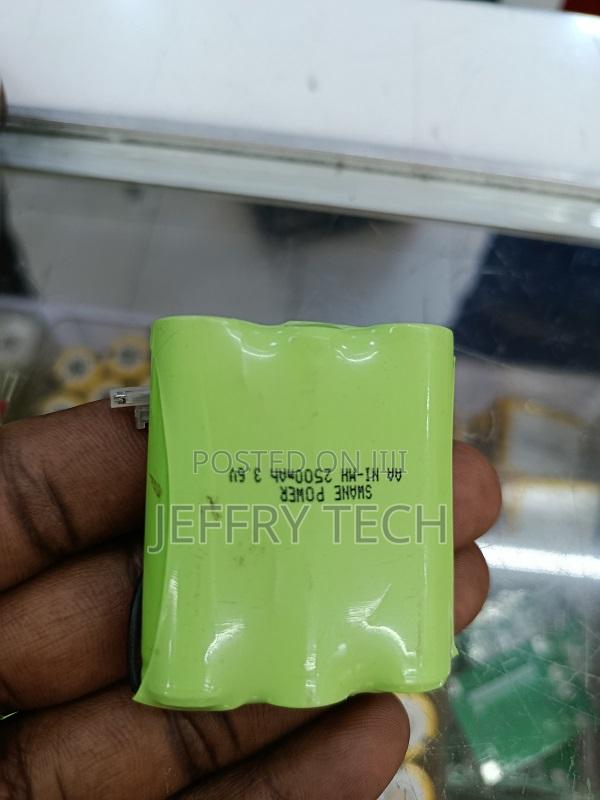 SWANE POWER
AA NI-MH 2500mAh 3.6V
POSTED ON JIJI
JEFFRY TECH